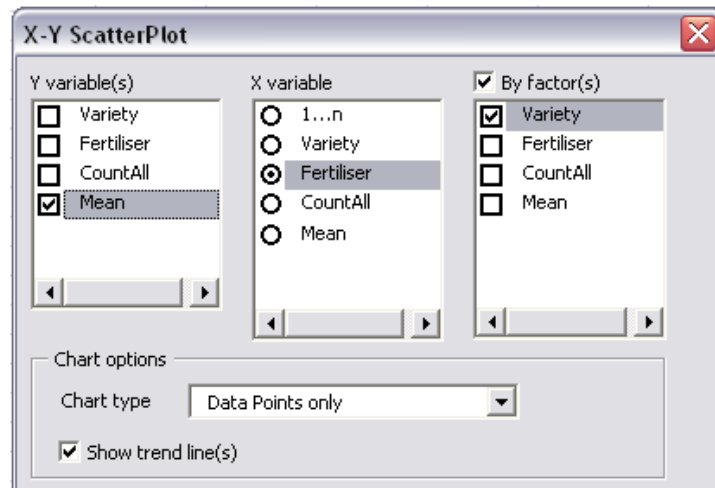 X-Y ScatterPlot
Y variable(s)
Variety
Fertiliser
CountAll
Mean
X variable
1...n
Variety
Fertiliser
CountAll
Mean
By factor(s)
Variety
Fertiliser
CountAll
Mean
Chart options
Chart type Data Points only
Show trend line(s)